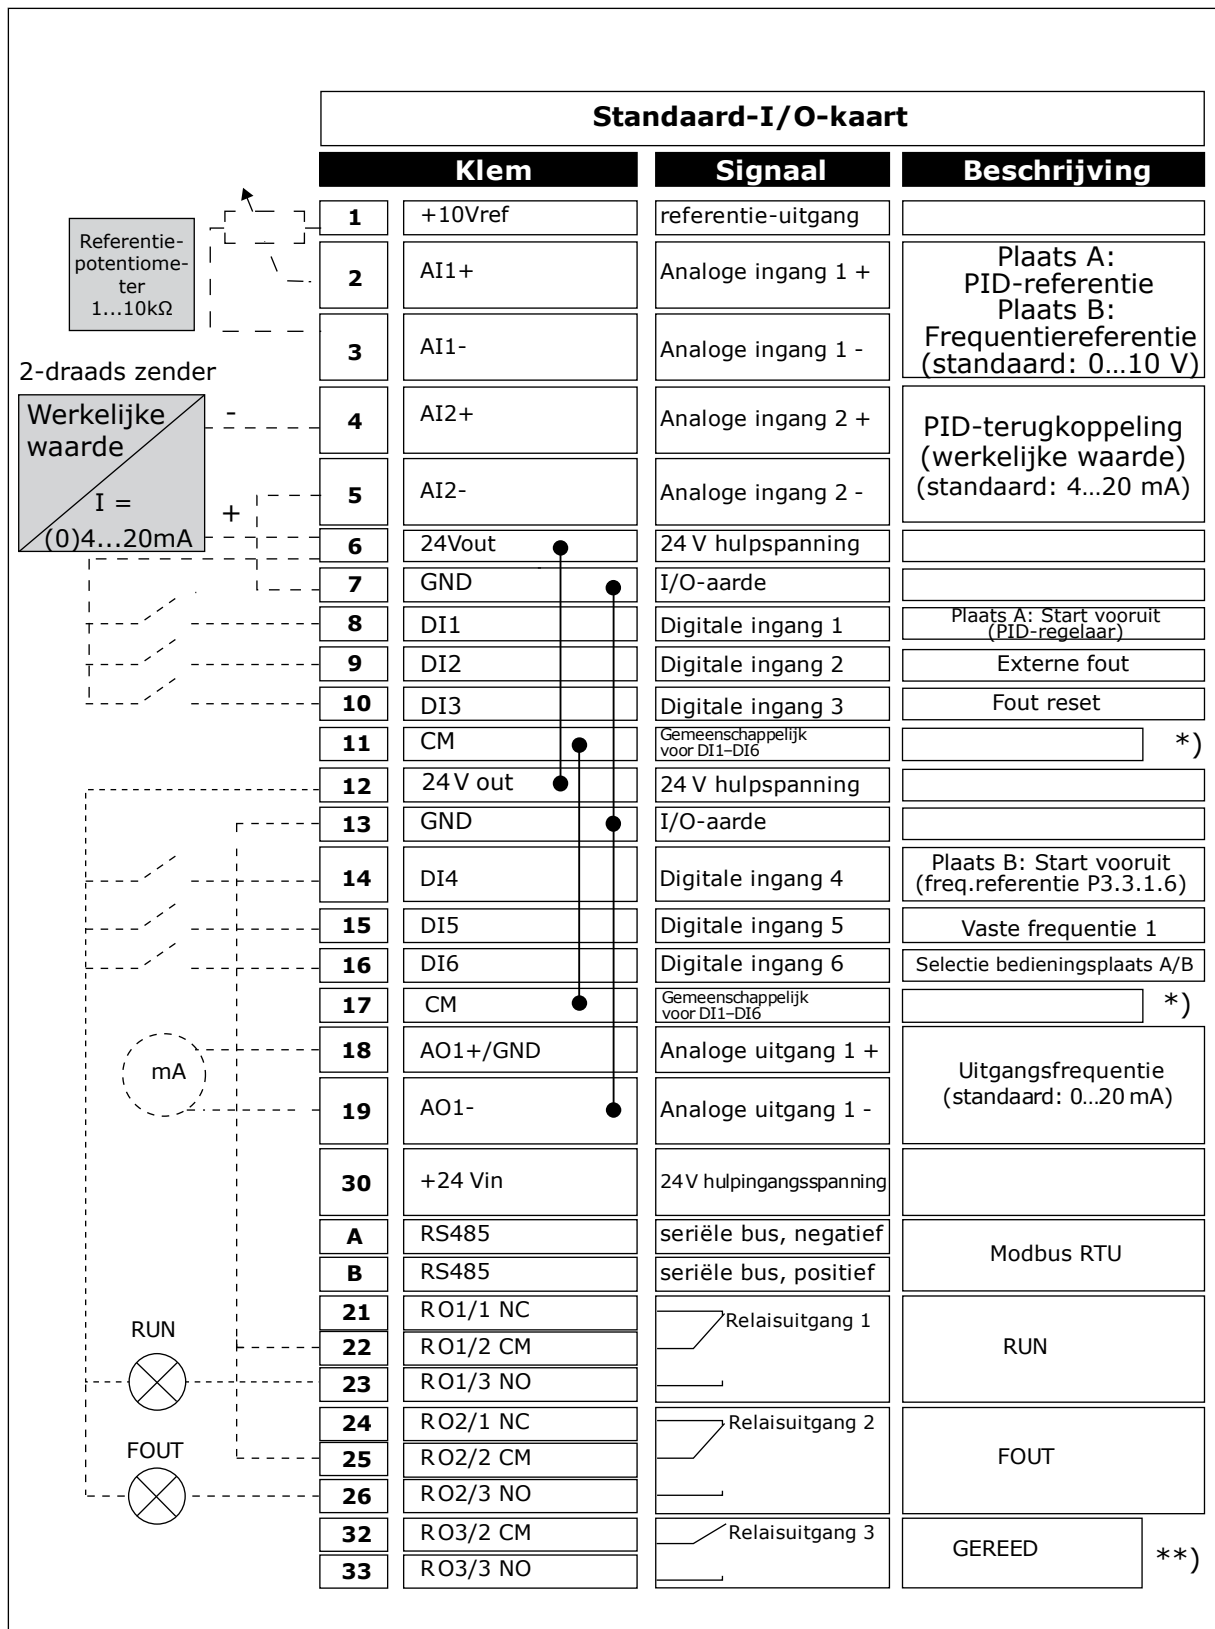 Standaard-I/O-kaart
Klem Signaal Beschrijving
Referentie-
potentiome-
ter
1...10kΩ
1 +10Vref referentie-uitgang
2 AI1+ Analoge ingang 1 +
3 AI1- Analoge ingang 1 -
Plaats A:
PID-referentie
Plaats B:
Frequentiereferentie
(standaard: 0...10 V)
2-draads zender
Werkelijke
waarde
I =
(0)4...20mA
-
+
4 AI2+ Analoge ingang 2 +
5 AI2- Analoge ingang 2 -
PID-terugkoppeling
(werkelijke waarde)
(standaard: 4...20 mA)
6 24Vout 24 V hulpspanning
7 GND I/O-aarde
8 DI1 Digitale ingang 1
Plaats A: Start vooruit
(PID-regelaar)
9 DI2 Digitale ingang 2 Externe fout
10 DI3 Digitale ingang 3 Fout reset
11 CM
Gemeenschappelijk
voor DI1–DI6
*)
12 24 V out 24 V hulpspanning
13 GND I/O-aarde
14 DI4 Digitale ingang 4
Plaats B: Start vooruit
(freq.referentie P3.3.1.6)
15 DI5 Digitale ingang 5 Vaste frequentie 1
16 DI6 Digitale ingang 6 Selectie bedieningsplaats A/B
17 CM
Gemeenschappelijk
voor DI1–DI6
*)
mA
18 AO1+/GND Analoge uitgang 1 +
19 AO1- Analoge uitgang 1 -
Uitgangsfrequentie
(standaard: 0...20 mA)
30 +24 Vin 24V hulpingangsspanning
A RS485 seriële bus, negatief
B RS485 seriële bus, positief
Modbus RTU
RUN
21 RO1/1 NC
22 RO1/2 CM
23 RO1/3 NO
Relaisuitgang 1
RUN
FOUT
24 RO2/1 NC
25 RO2/2 CM
26 RO2/3 NO
Relaisuitgang 2
FOUT
32 RO3/2 CM
33 RO3/3 NO
Relaisuitgang 3
GEREED
**)